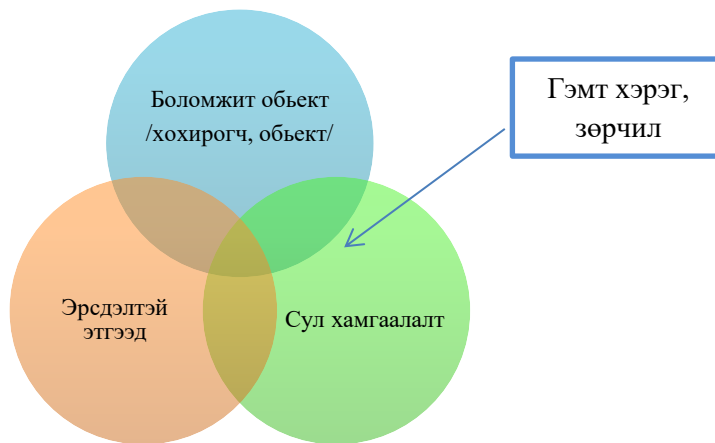 Боломжит обьект
/хохирогч, обьект/
Гэмт хэрэг,
зөрчил
Эрсдэлтэй
этгээд
Сул хамгаалалт